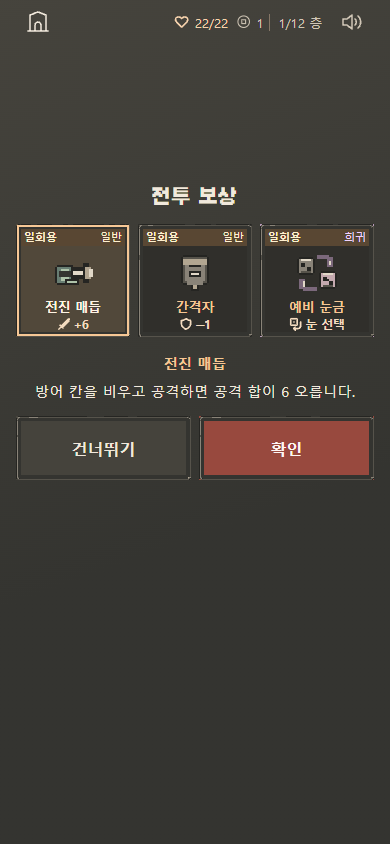 22/22 1 1/12 층
전투 보상
일회용 일반
전진 매듭
+6
일회용 일반
간격자
−1
일회용 희귀
예비 눈금
눈 선택
전진 매듭
방어 칸을 비우고 공격하면 공격 합이 6 오릅니다.
건너뛰기
확인